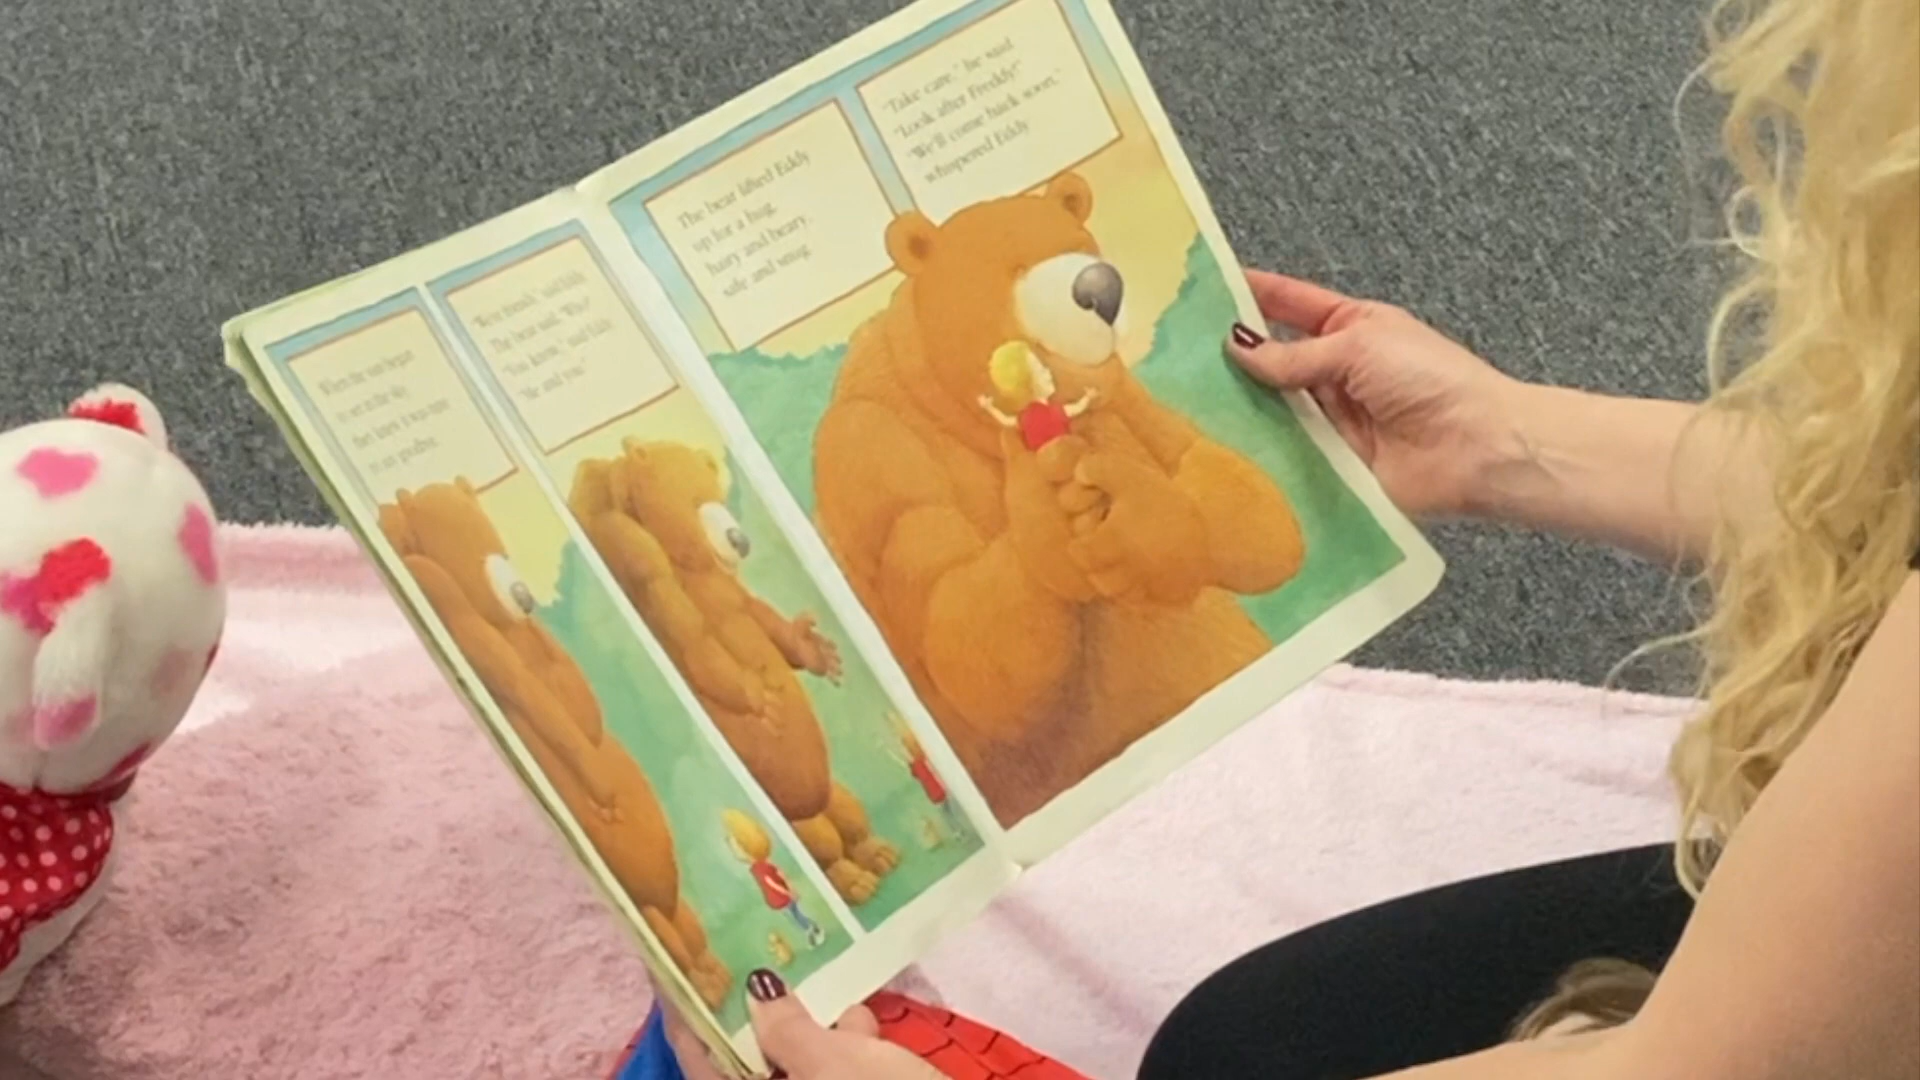 When the sun began
to set in the sky,
they knew it was time
to say goodbye.
"We're friends," said Eddy.
The bear said, "Who?"
"You know," said Eddy.
"Me and you."
The bear lifted Eddy
up for a hug,
hairy and beary,
safe and snug.
"Take care," he said.
"Look after Freddy!"
"We'll come back soon,"
whispered Eddy